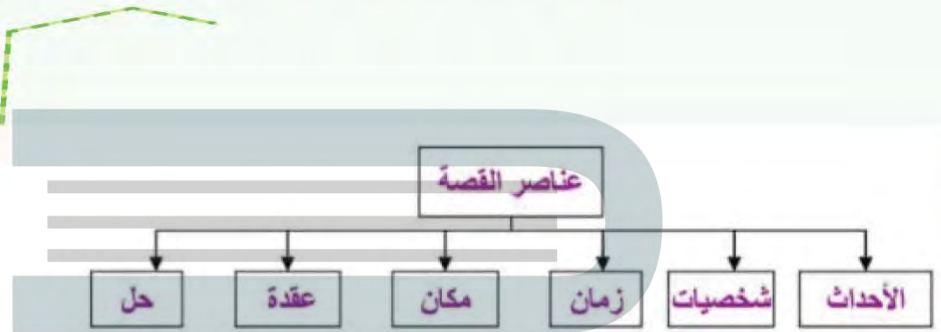 عناصر القصة
الأحداث
شخصيات
زمان
مكان
عقدة
حل